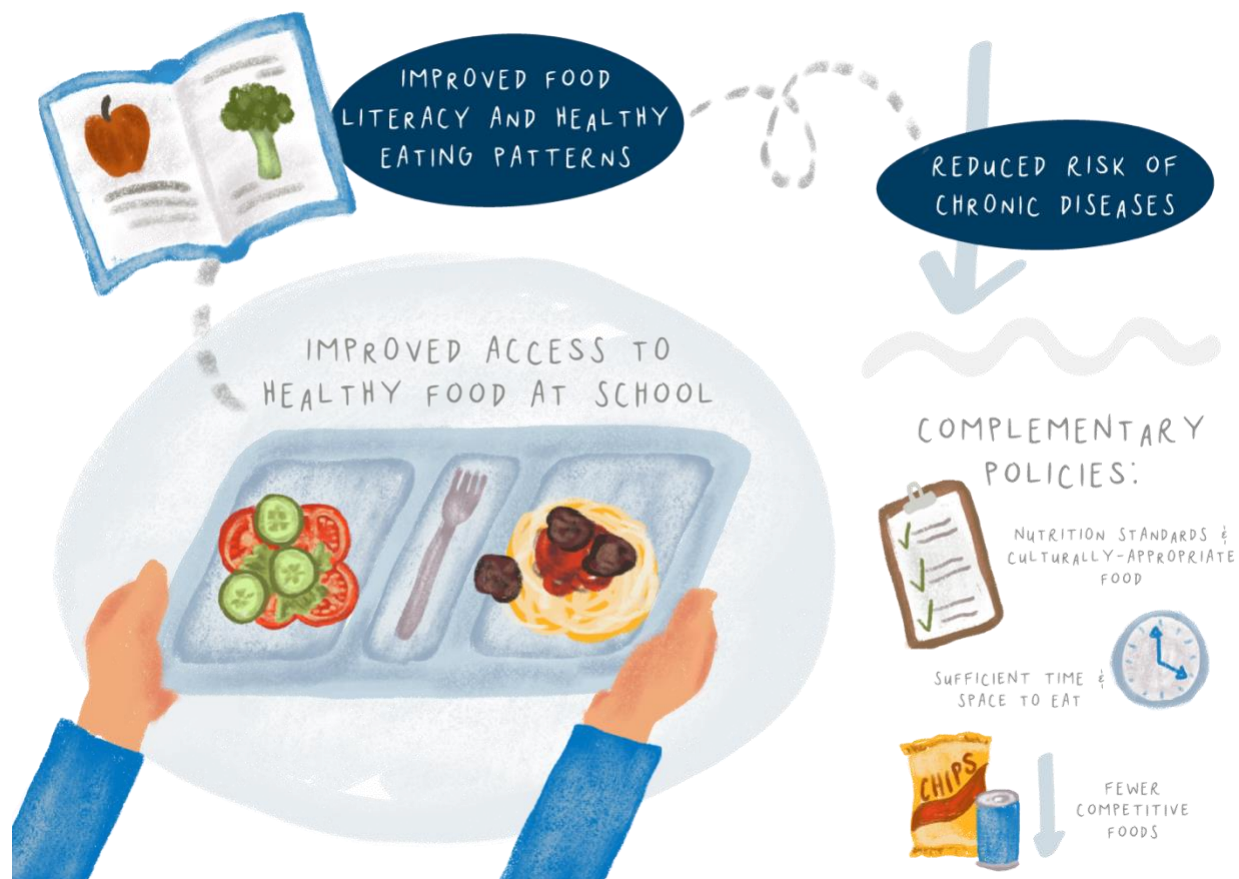 IMPROVED FOOD
LITERACY AND HEALTHY
EATING PATTERNS
REDUCED RISK OF
CHRONIC DISEASES
IMPROVED ACCESS TO
HEALTHY FOOD AT SCHOOL
COMPLEMENTARY
POLICIES:
NUTRITION STANDARDS &
CULTURALLY-APPROPRIATE
FOOD
SUFFICIENT TIME &
SPACE TO EAT
CHIPS
FEWER
COMPETITIVE
FOODS